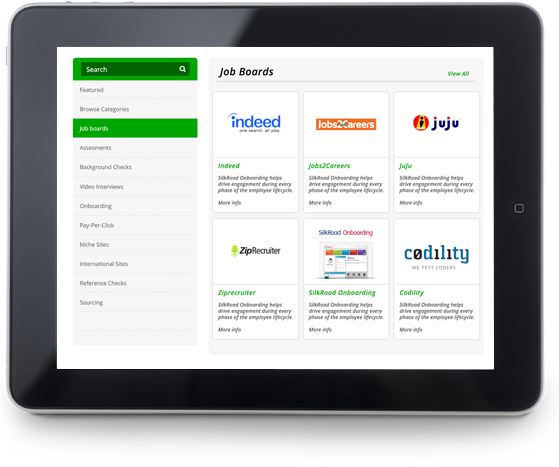 Search
Featured
Browse Categories
Job boards
Assesments
Background Checks
Video Interviews
Onboarding
Pay-Per-Click
Niche Sites
International Sites
Reference Checks
Sourcing
Job Boards
View All
indeed
one search. all jobs.
Jobs2Careers
juju
Indeed
SilkRoad Onboarding helps
drive engagement during every
phase of the employee lifecycle.
More info
Jobs2Careers
SilkRoad Onboarding helps
drive engagement during every
phase of the employee lifecycle.
More info
JuJu
SilkRoad Onboarding helps
drive engagement during every
phase of the employee lifecycle.
More info
ZipRecruiter
SilkRoad Onboarding
codility
WE TEST CODERS
Ziprecruiter
SilkRoad Onboarding helps
drive engagement during every
phase of the employee lifecycle.
More info
SilkRoad Onboarding
SilkRoad Onboarding helps
drive engagement during every
phase of the employee lifecycle.
More info
Codility
SilkRoad Onboarding helps
drive engagement during every
phase of the employee lifecycle.
More info